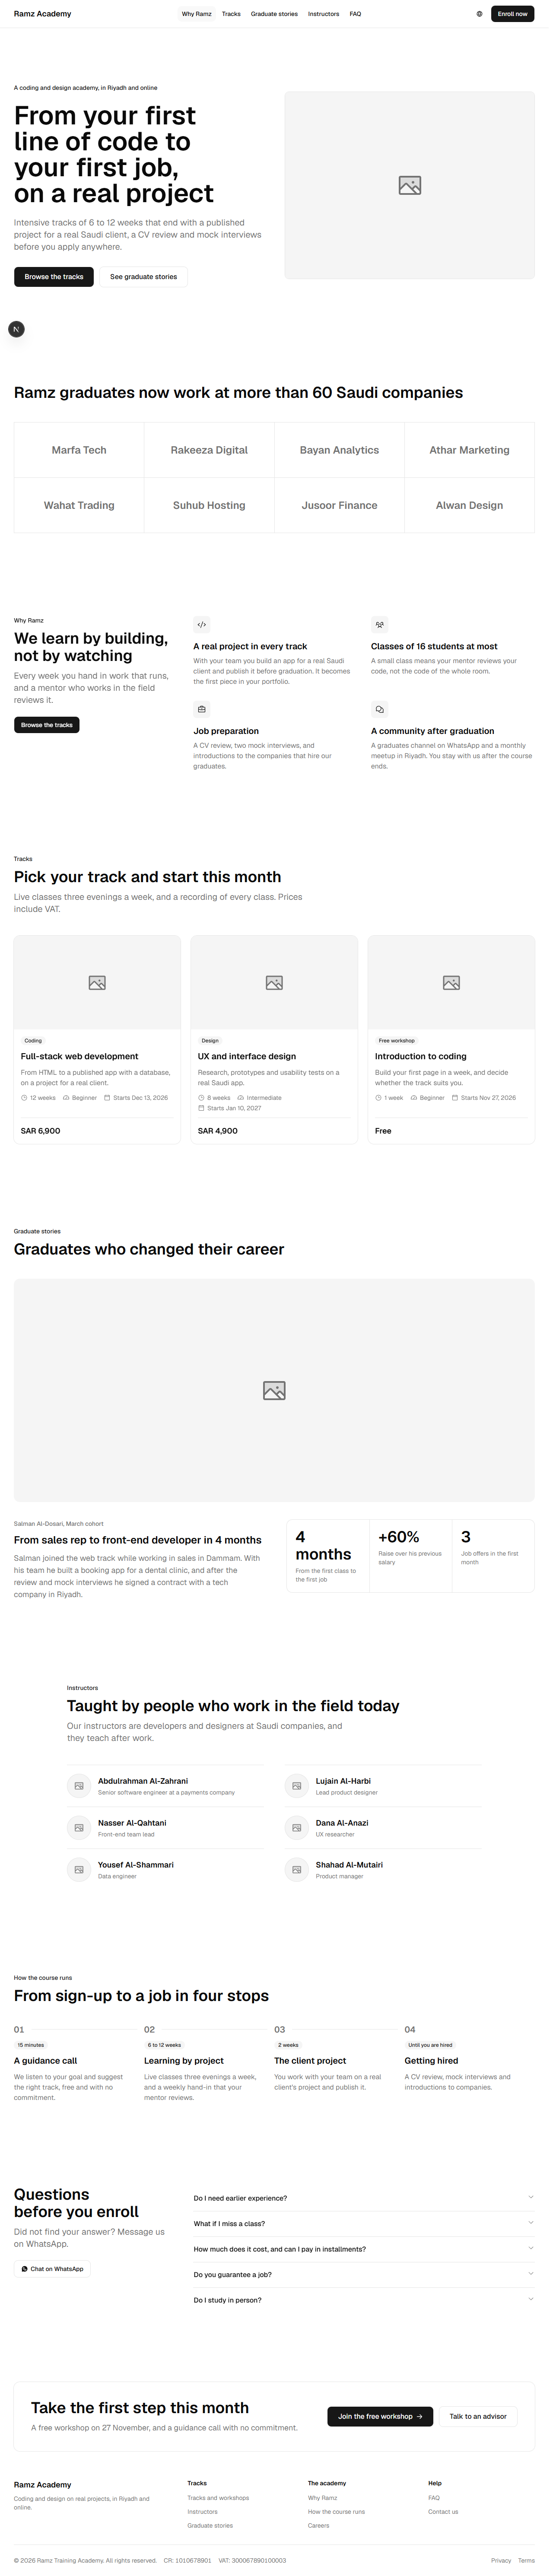 Ramz Academy
Why Ramz
Tracks
Graduate stories
Instructors
FAQ
Enroll now
A coding and design academy, in Riyadh and online
From your first
line of code to
your first job,
on a real project
Intensive tracks of 6 to 12 weeks that end with a published
project for a real Saudi client, a CV review and mock interviews
before you apply anywhere.
Browse the tracks
See graduate stories
N
Ramz graduates now work at more than 60 Saudi companies
Marfa Tech
Rakeeza Digital
Bayan Analytics
Athar Marketing
Wahat Trading
Suhub Hosting
Jusoor Finance
Alwan Design
Why Ramz
We learn by building,
not by watching
Every week you hand in work that runs,
and a mentor who works in the field
reviews it.
Browse the tracks
A real project in every track
With your team you build an app for a real Saudi
client and publish it before graduation. It becomes
the first piece in your portfolio.
Classes of 16 students at most
A small class means your mentor reviews your
code, not the code of the whole room.
Job preparation
A CV review, two mock interviews, and
introductions to the companies that hire our
graduates.
A community after graduation
A graduates channel on WhatsApp and a monthly
meetup in Riyadh. You stay with us after the course
ends.
Tracks
Pick your track and start this month
Live classes three evenings a week, and a recording of every class. Prices
include VAT.
Coding
Full-stack web development
From HTML to a published app with a database,
on a project for a real client.
12 weeks
Beginner
Starts Dec 13, 2026
SAR 6,900
Design
UX and interface design
Research, prototypes and usability tests on a
real Saudi app.
8 weeks
Intermediate
Starts Jan 10, 2027
SAR 4,900
Free workshop
Introduction to coding
Build your first page in a week, and decide
whether the track suits you.
1 week
Beginner
Starts Nov 27, 2026
Free
Graduate stories
Graduates who changed their career
Salman Al-Dosari, March cohort
From sales rep to front-end developer in 4 months
Salman joined the web track while working in sales in Dammam. With
his team he built a booking app for a dental clinic, and after the
review and mock interviews he signed a contract with a tech
company in Riyadh.
4
months
From the first class to
the first job
+60%
Raise over his previous
salary
3
Job offers in the first
month
Instructors
Taught by people who work in the field today
Our instructors are developers and designers at Saudi companies, and
they teach after work.
Abdulrahman Al-Zahrani
Senior software engineer at a payments company
Lujain Al-Harbi
Lead product designer
Nasser Al-Qahtani
Front-end team lead
Dana Al-Anazi
UX researcher
Yousef Al-Shammari
Data engineer
Shahad Al-Mutairi
Product manager
How the course runs
From sign-up to a job in four stops
01
15 minutes
A guidance call
We listen to your goal and suggest
the right track, free and with no
commitment.
02
6 to 12 weeks
Learning by project
Live classes three evenings a week,
and a weekly hand-in that your
mentor reviews.
03
2 weeks
The client project
You work with your team on a real
client's project and publish it.
04
Until you are hired
Getting hired
A CV review, mock interviews and
introductions to companies.
Questions
before you enroll
Did not find your answer? Message us
on WhatsApp.
Chat on WhatsApp
Do I need earlier experience?
What if I miss a class?
How much does it cost, and can I pay in installments?
Do you guarantee a job?
Do I study in person?
Take the first step this month
A free workshop on 27 November, and a guidance call with no commitment.
Join the free workshop →
Talk to an advisor
Ramz Academy
Coding and design on real projects, in Riyadh and
online.
Tracks
Tracks and workshops
Instructors
Graduate stories
The academy
Why Ramz
How the course runs
Careers
Help
FAQ
Contact us
© 2026 Ramz Training Academy. All rights reserved.
CR: 1010678901
VAT: 300067890100003
Privacy
Terms